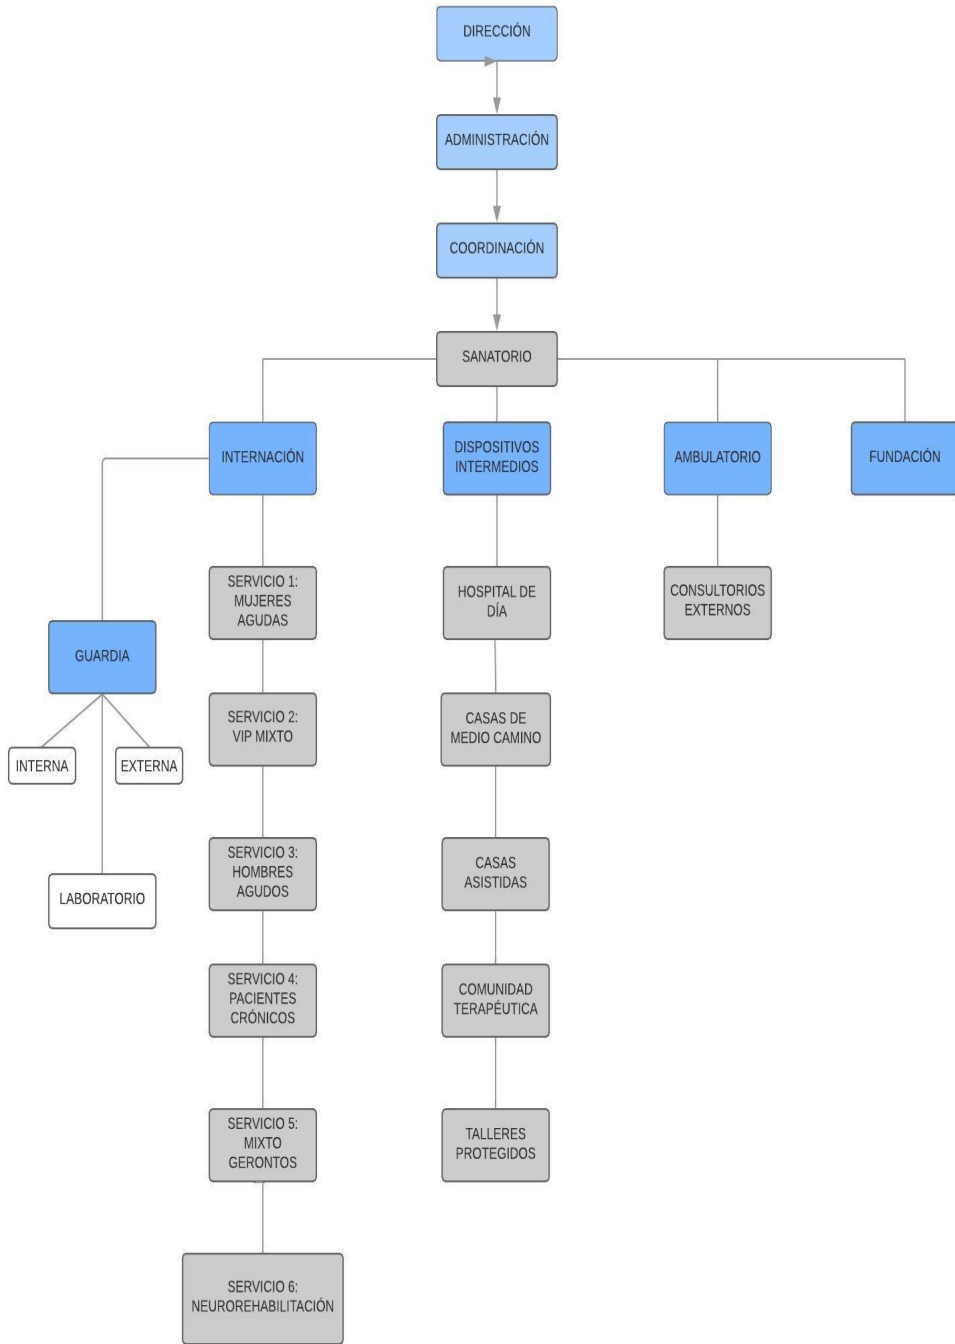 DIRECCIÓN
ADMINISTRACIÓN
COORDINACIÓN
SANATORIO
INTERNACIÓN
DISPOSITIVOS
INTERMEDIOS
AMBULATORIO
FUNDACIÓN
GUARDIA
INTERNA
EXTERNA
LABORATORIO
SERVICIO 1:
MUJERES
AGUDAS
SERVICIO 2:
VIP MIXTO
SERVICIO 3:
HOMBRES
AGUDOS
SERVICIO 4:
PACIENTES
CRÓNICOS
SERVICIO 5:
MIXTO
GERONTOS
SERVICIO 6:
NEUROREHABILITACIÓN
HOSPITAL DE
DÍA
CASAS DE
MEDIO CAMINO
CASAS
ASISTIDAS
COMUNIDAD
TERAPÉUTICA
TALLERES
PROTEGIDOS
CONSULTORIOS
EXTERNOS